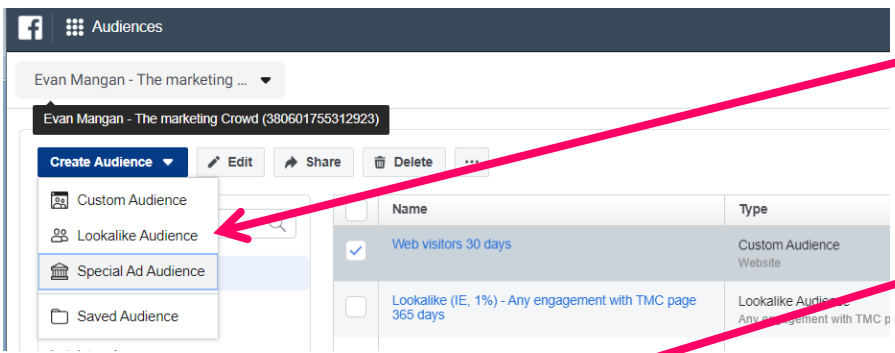 f Audiences
Evan Mangan - The marketing ...
Evan Mangan - The marketing Crowd (380601755312923)
Create Audience Edit Share Delete ...
Custom Audience
Lookalike Audience
Special Ad Audience
Saved Audience
Name Type
Web visitors 30 days Custom Audience
Website
Lookalike (IE, 1%) - Any engagement with TMC page Lookalike Audience
365 days Any engagement with TMC p